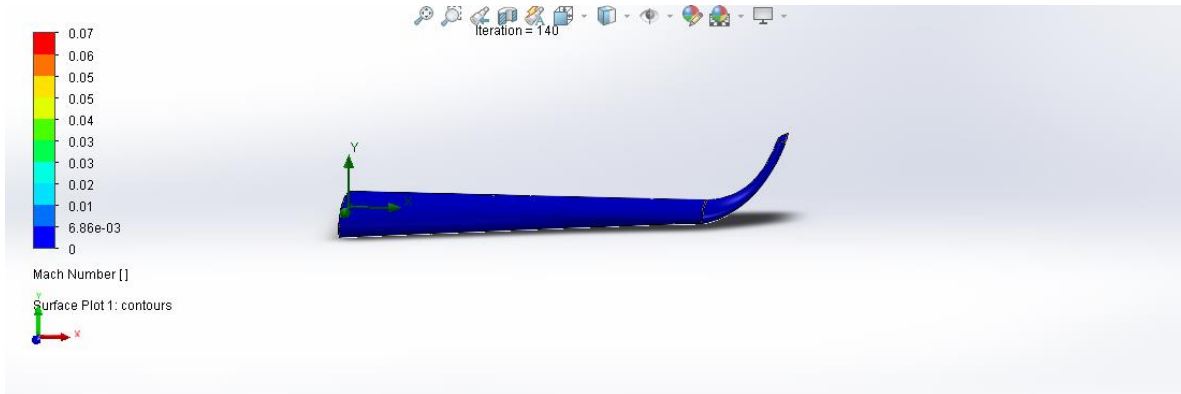 Iteration = 140
0.07
0.06
0.05
0.05
0.04
0.03
0.03
0.02
0.01
6.86e-03
0
Mach Number [ ]
Surface Plot 1: contours
Y
X
Y
X